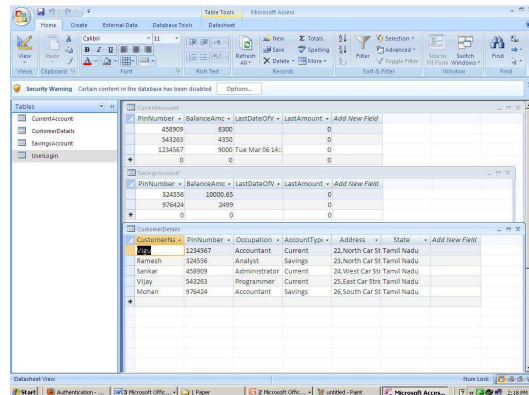 Table Tools Microsoft Access
Home Create External Data Database Tools Datasheet
View Paste Calibri 11 B I U Refresh All New Save Delete Totals Spelling More Filter Selection Advanced Toggle Filter Size to Fit Form Switch Windows Find
Views Clipboard Font Rich Text Records Sort & Filter Window Find
Security Warning Certain content in the database has been disabled Options...
Tables
CurrentAccount
CustomerDetails
SavingsAccount
UserLogin
CurrentAccount
PinNumber BalanceAmc LastDateOfV LastAmount Add New Field
458909 8300 0
543263 4350 0
1234567 9000 Tue Mar 06 14: 0
* 0 0 0
SavingsAccount
PinNumber BalanceAmc LastDateOfV LastAmount Add New Field
324556 10000.65 0
976424 2499 0
* 0 0 0
CustomerDetails
CustomerNa PinNumber Occupation AccountType Address State Add New Field
Vigu 1234567 Accountant Current 22,North Car St Tamil Nadu
Ramesh 324556 Analyst Savings 23,North Car St Tamil Nadu
Sankar 458909 Administrator Current 24,West Car Str Tamil Nadu
Vijay 543263 Programmer Current 25,East Car Stre Tamil Nadu
Mohan 976424 Accountant Savings 26,South Car St Tamil Nadu
*
Datasheet View Num Lock
Start Authentication - ... 3 Microsoft Offic... 1 Paper 2 Microsoft Offic... untitled - Paint Microsoft Acces... 2:18 PM